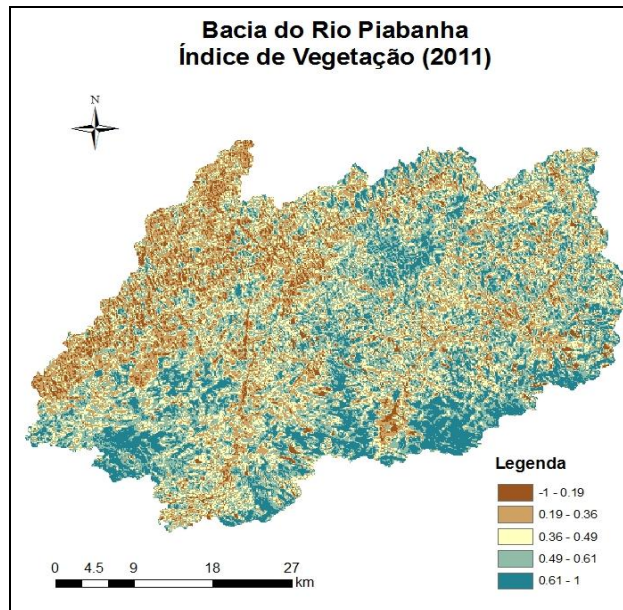 Bacia do Rio Piabanha
Índice de Vegetação (2011)
N
Legenda
-1 - 0.19
0.19 - 0.36
0.36 - 0.49
0.49 - 0.61
0.61 - 1
0 4.5 9 18 27
km